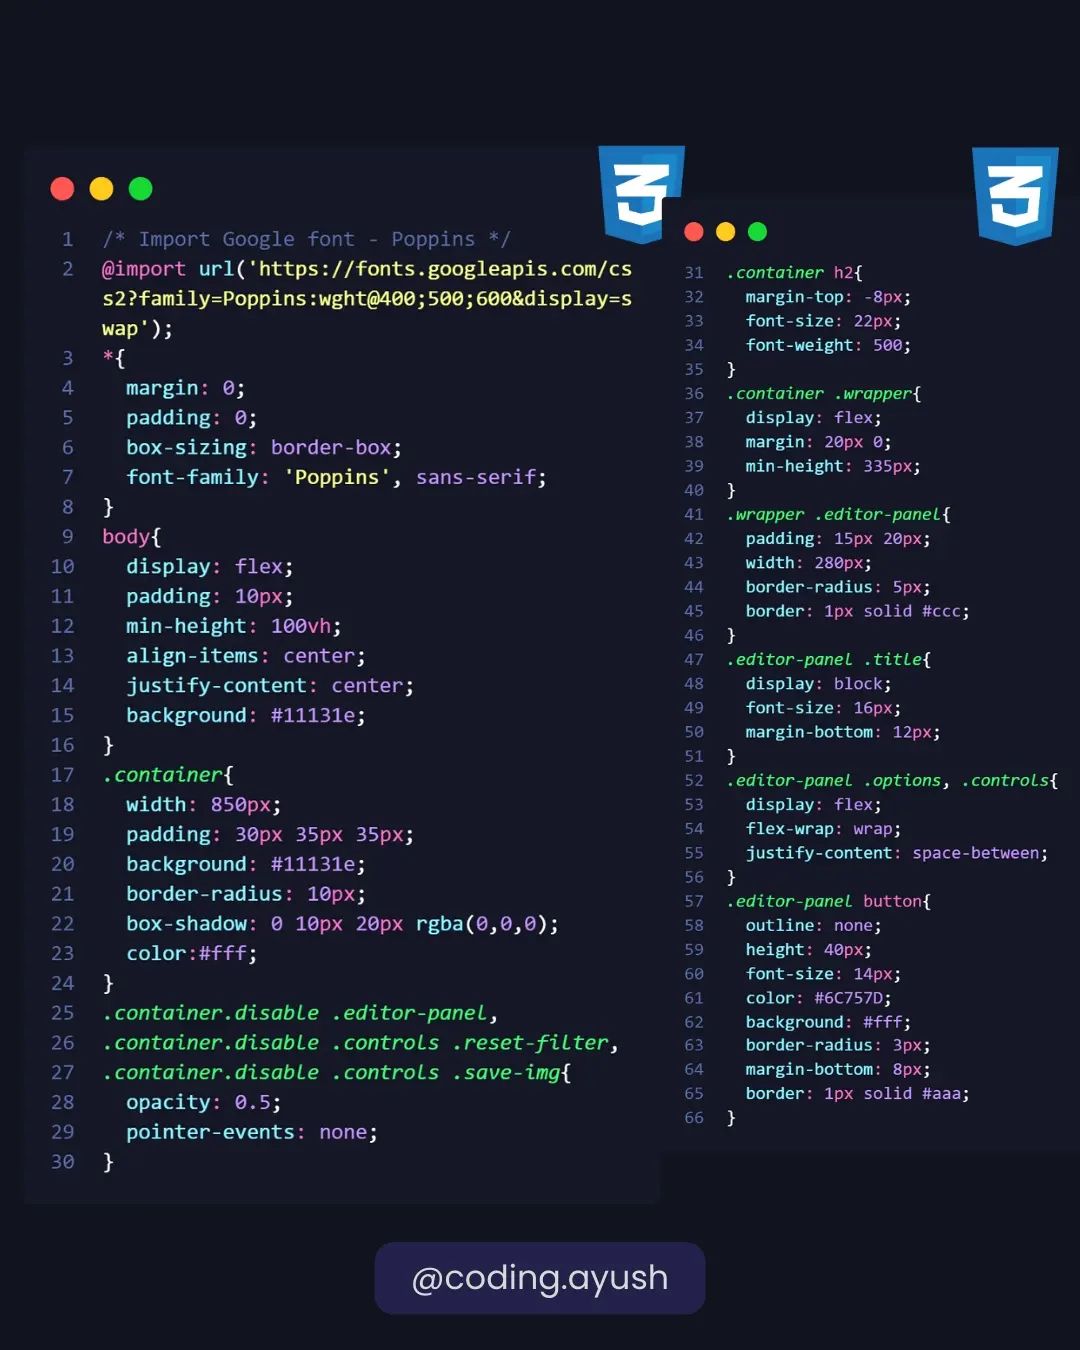 1 /* Import Google font - Poppins */
2 @import url('https://fonts.googleapis.com/cs
s2?family=Poppins:wght@400;500;600&display=s
wap');
3 *{
4 margin: 0;
5 padding: 0;
6 box-sizing: border-box;
7 font-family: 'Poppins', sans-serif;
8 }
9 body{
10 display: flex;
11 padding: 10px;
12 min-height: 100vh;
13 align-items: center;
14 justify-content: center;
15 background: #11131e;
16 }
17 .container{
18 width: 850px;
19 padding: 30px 35px 35px;
20 background: #11131e;
21 border-radius: 10px;
22 box-shadow: 0 10px 20px rgba(0,0,0);
23 color:#fff;
24 }
25 .container.disable .editor-panel,
26 .container.disable .controls .reset-filter,
27 .container.disable .controls .save-img{
28 opacity: 0.5;
29 pointer-events: none;
30 }
31 .container h2{
32 margin-top: -8px;
33 font-size: 22px;
34 font-weight: 500;
35 }
36 .container .wrapper{
37 display: flex;
38 margin: 20px 0;
39 min-height: 335px;
40 }
41 .wrapper .editor-panel{
42 padding: 15px 20px;
43 width: 280px;
44 border-radius: 5px;
45 border: 1px solid #ccc;
46 }
47 .editor-panel .title{
48 display: block;
49 font-size: 16px;
50 margin-bottom: 12px;
51 }
52 .editor-panel .options, .controls{
53 display: flex;
54 flex-wrap: wrap;
55 justify-content: space-between;
56 }
57 .editor-panel button{
58 outline: none;
59 height: 40px;
60 font-size: 14px;
61 color: #6C757D;
62 background: #fff;
63 border-radius: 3px;
64 margin-bottom: 8px;
65 border: 1px solid #aaa;
66 }
@coding.ayush